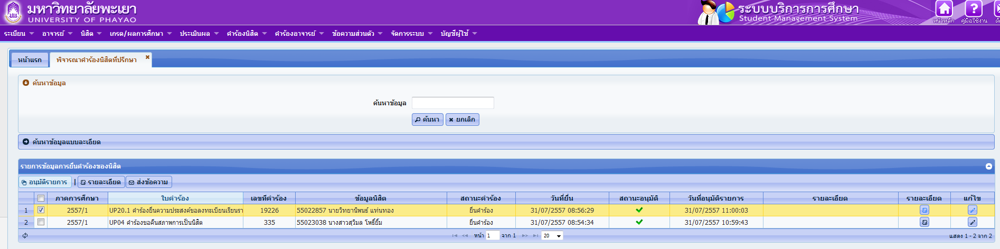 มหาวิทยาลัยพะเยา
UNIVERSITY OF PHAYAO
ระบบบริการการศึกษา
Student Management System
หน้าหลัก คู่มือใช้งาน
ระเบียน อาจารย์ นิสิต เกรด/ผลการศึกษา ประเมินผล คำร้องนิสิต คำร้องอาจารย์ ข้อความส่วนตัว จัดการระบบ บัญชีผู้ใช้
หน้าแรก พิจารณาคำร้องนิสิตที่ปรึกษา
ค้นหาข้อมูล
ค้นหาข้อมูล
ค้นหา ยกเลิก
ค้นหาข้อมูลแบบละเอียด
รายการข้อมูลการยื่นคำร้องของนิสิต
อนุมัติรายการ | รายละเอียด ส่งข้อความ
ภาคการศึกษา ใบคำร้อง เลขที่คำร้อง ข้อมูลนิสิต สถานะคำร้อง วันที่ยื่น สถานะอนุมัติ วันที่อนุมัติรายการ รายละเอียด รายละเอียด แก้ไข
1 2557/1 UP20.1 คำร้องยื่นความประสงค์ขอลงทะเบียนเรียนรา 19226 55022857 นายวิทยานิพนธ์ แท่นทอง ยื่นคำร้อง 31/07/2557 08:56:29 31/07/2557 11:00:03
2 2557/1 UP04 คำร้องขอคืนสภาพการเป็นนิสิต 335 55023038 นางสาวสุวิมล โพธิ์ยิ้ม ยื่นคำร้อง 31/07/2557 08:54:34 31/07/2557 10:59:43
หน้า 1 จาก 1 20 แสดง 1 - 2 จาก 2